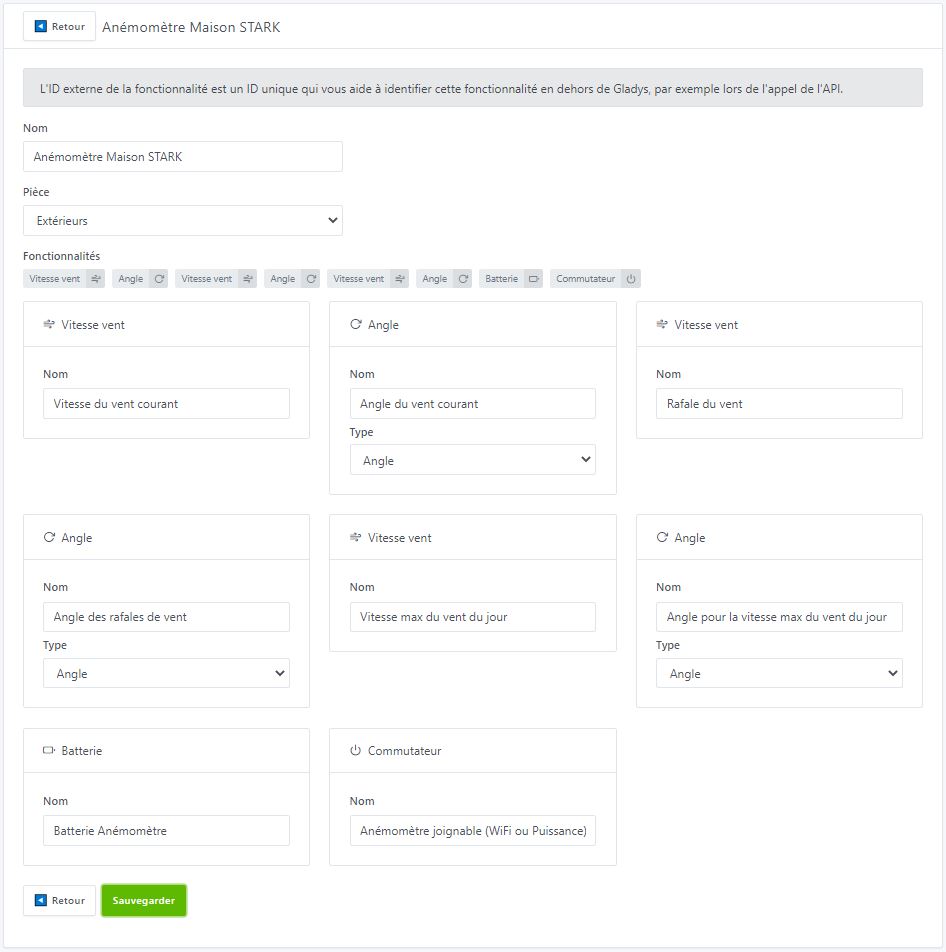 Retour Anémomètre Maison STARK
L'ID externe de la fonctionnalité est un ID unique qui vous aide à identifier cette fonctionalité en dehors de Gladys, par exemple lors de l'appel de l'API.
Nom
Anémomètre Maison STARK
Pièce
Extérieurs
Fonctionnalités
Vitesse vent Angle Vitesse vent Angle Vitesse vent Angle Batterie Commutateur
Vitesse vent
Nom
Vitesse du vent courant
Angle
Nom
Angle du vent courant
Type
Angle
Vitesse vent
Nom
Rafale du vent
Angle
Nom
Angle des rafales de vent
Type
Angle
Vitesse vent
Nom
Vitesse max du vent du jour
Angle
Nom
Angle pour la vitesse max du vent du jour
Type
Angle
Batterie
Nom
Batterie Anémomètre
Commutateur
Nom
Anémomètre joignable (WiFi ou Puissance)
Retour Sauvegarder